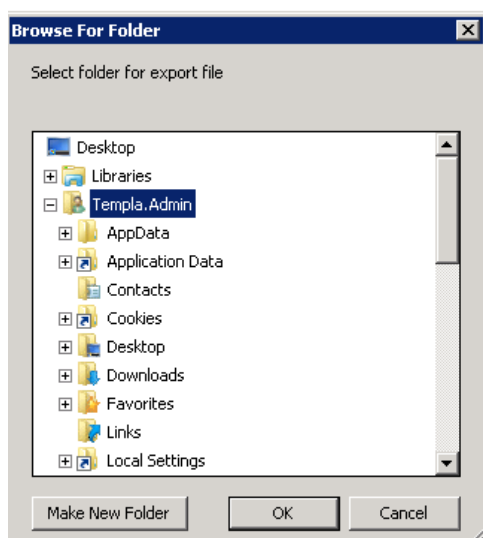 Browse For Folder
Select folder for export file
Desktop
Libraries
Templa.Admin
AppData
Application Data
Contacts
Cookies
Desktop
Downloads
Favorites
Links
Local Settings
Make New Folder
OK
Cancel